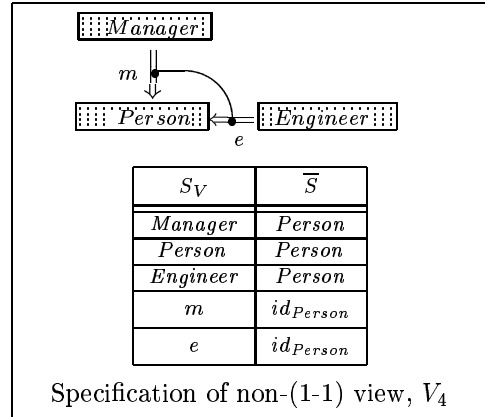 Manager
m
Person
Engineer
e
S_V S̅
Manager Person
Person Person
Engineer Person
m id_Person
e id_Person
Specification of non-(1-1) view, V_4